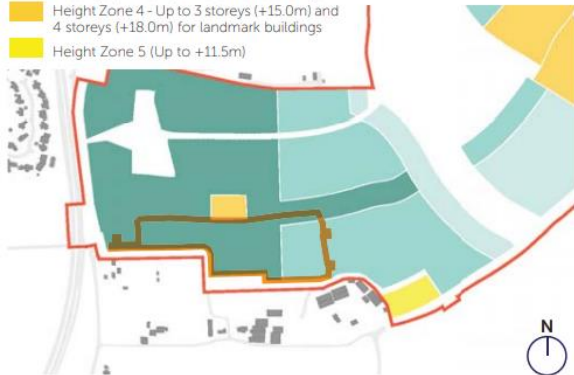 Height Zone 4 - Up to 3 storeys (+15.0m) and
4 storeys (+18.0m) for landmark buildings
Height Zone 5 (Up to +11.5m)
N